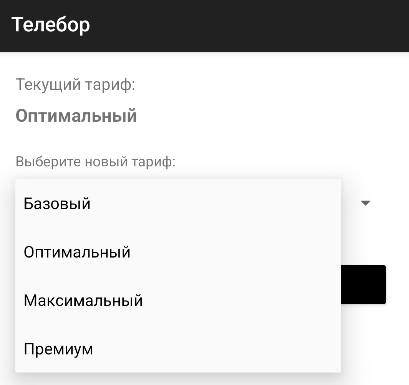 Телебор
Текущий тариф:
Оптимальный
Выберите новый тариф:
Базовый
Оптимальный
Максимальный
Премиум